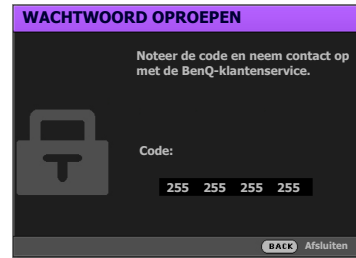 WACHTWOORD OPROEPEN
Noteer de code en neem contact op
met de BenQ-klantenservice.
Code:
255 255 255 255
BACK Afsluiten